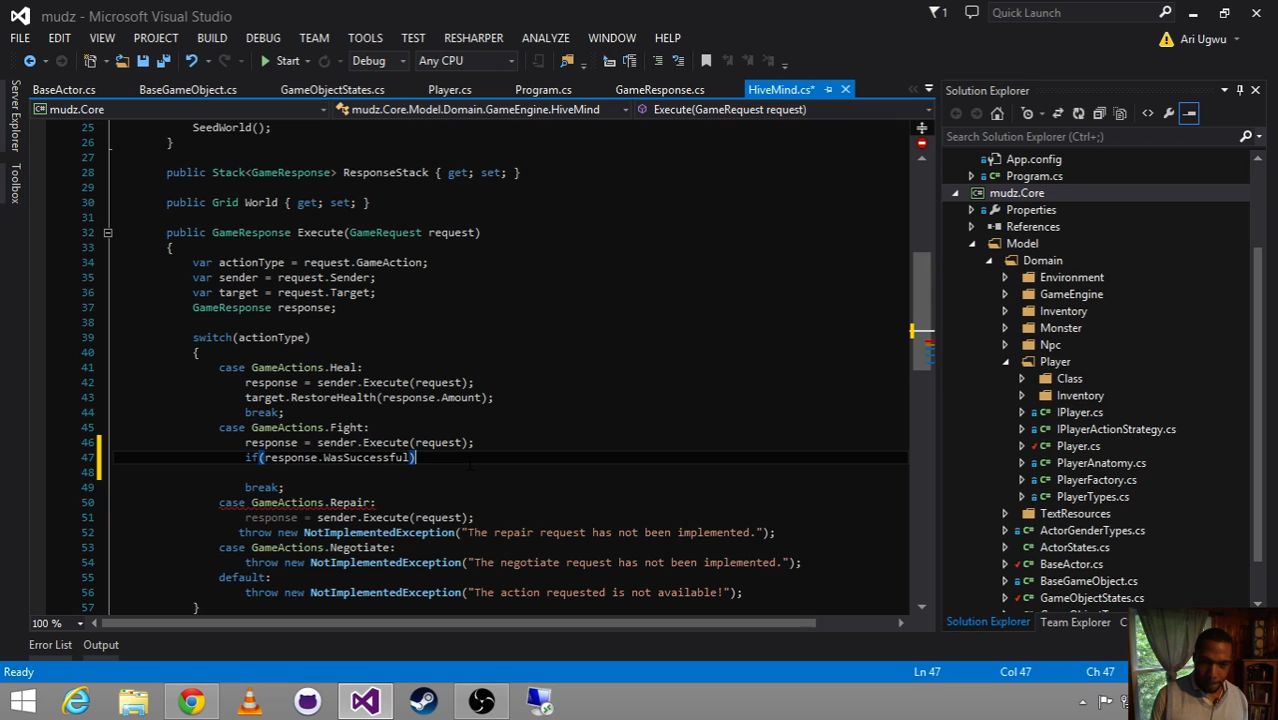 mudz - Microsoft Visual Studio
1
Quick Launch
FILE EDIT VIEW PROJECT BUILD DEBUG TEAM TOOLS TEST RESHARPER ANALYZE WINDOW HELP
Ari Ugwu
Start Debug Any CPU
BaseActor.cs BaseGameObject.cs GameObjectStates.cs Player.cs Program.cs GameResponse.cs HiveMind.cs*
mudz.Core mudz.Core.Model.Domain.GameEngine.HiveMind Execute(GameRequest request)
Server Explorer
Toolbox
25 SeedWorld();
26 }
27
28 public Stack<GameResponse> ResponseStack { get; set; }
29
30 public Grid World { get; set; }
31
32 public GameResponse Execute(GameRequest request)
33 {
34 var actionType = request.GameAction;
35 var sender = request.Sender;
36 var target = request.Target;
37 GameResponse response;
38
39 switch(actionType)
40 {
41 case GameActions.Heal:
42 response = sender.Execute(request);
43 target.RestoreHealth(response.Amount);
44 break;
45 case GameActions.Fight:
46 response = sender.Execute(request);
47 if(response.WasSuccessful)
48
49 break;
50 case GameActions.Repair:
51 response = sender.Execute(request);
52 throw new NotImplementedException("The repair request has not been implemented.");
53 case GameActions.Negotiate:
54 throw new NotImplementedException("The negotiate request has not been implemented.");
55 default:
56 throw new NotImplementedException("The action requested is not available!");
57 }
100 %
Error List Output
Ready Ln 47 Col 47 Ch 47
Solution Explorer
Search Solution Explorer (Ctrl+;)
App.config
Program.cs
mudz.Core
Properties
References
Model
Domain
Environment
GameEngine
Inventory
Monster
Npc
Player
Class
Inventory
IPlayer.cs
IPlayerActionStrategy.cs
Player.cs
PlayerAnatomy.cs
PlayerFactory.cs
PlayerTypes.cs
TextResources
ActorGenderTypes.cs
ActorStates.cs
BaseActor.cs
BaseGameObject.cs
GameObjectStates.cs
Solution Explorer Team Explorer